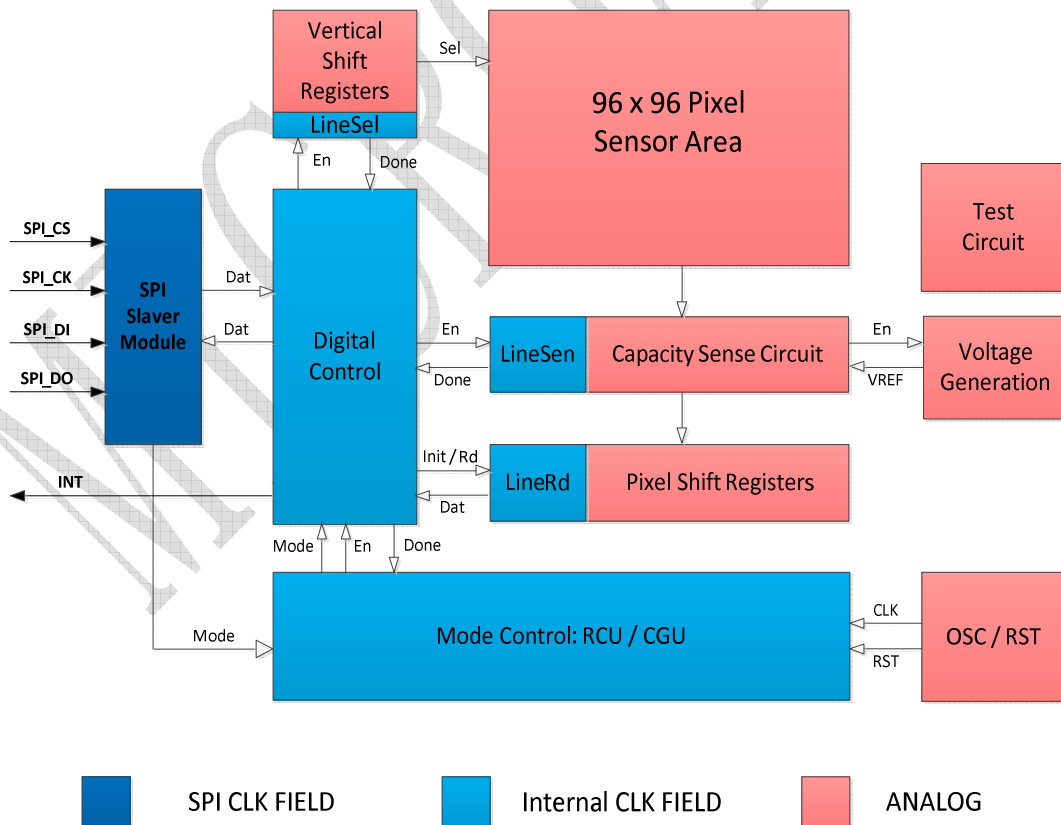 Vertical
Shift
Registers
LineSel
Sel
96 x 96 Pixel
Sensor Area
En
Done
Test
Circuit
SPI_CS
SPI_CK
SPI_DI
SPI_DO
SPI
Slaver
Module
Dat
Dat
Digital
Control
En
Done
LineSen
Capacity Sense Circuit
En
VREF
Voltage
Generation
INT
Init / Rd
Dat
LineRd
Pixel Shift Registers
Mode
En
Done
Mode
Mode Control: RCU / CGU
CLK
RST
OSC / RST
SPI CLK FIELD
Internal CLK FIELD
ANALOG